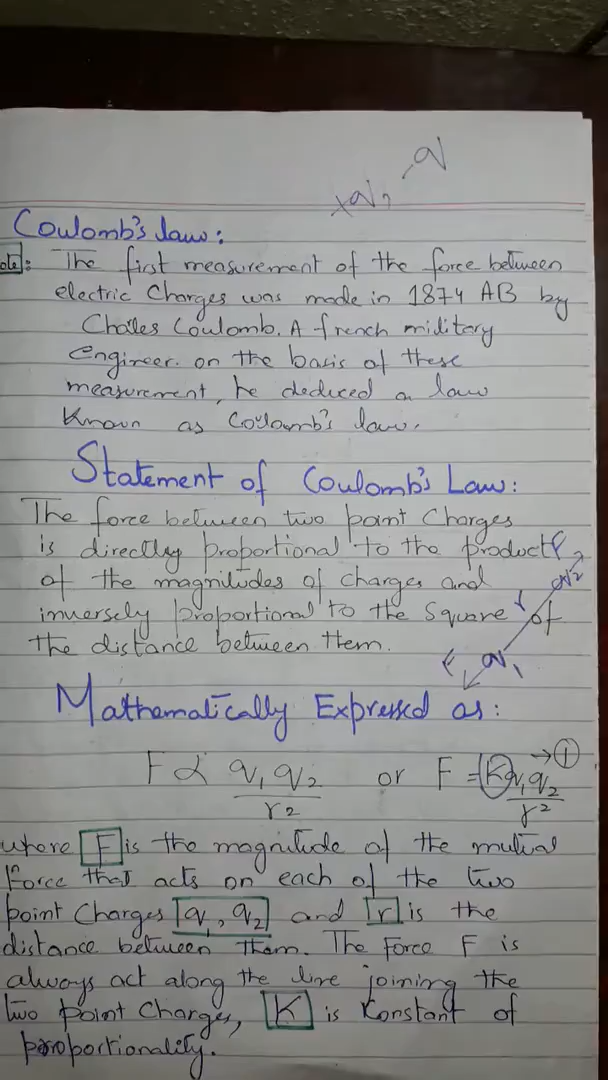 -q
+q,
Coulomb's law:
ote: The first measurement of the force between
electric Charges was made in 1874 AB by
Chales Coulomb. A french military
Engineer. on the basis of these
measurement, he deduced a law
Known as Coulomb's law.
Statement of Coulomb's Law:
The force between two point Charges
is directly proportional to the product
of the magnitudes of charges and
inversely proportional to the square of
the distance between them.
F2
q2
r
F1 q1
Mathematically Expressed as:
F ∝ q1 q2 / r2 or F = K q1 q2 / r2 → 1
where F is the magnitude of the mutual
Force that acts on each of the two
point Charges q1, q2 and r is the
distance between them. The Force F is
always act along the line joining the
two Point Charges, K is Konstant of
proportionality.